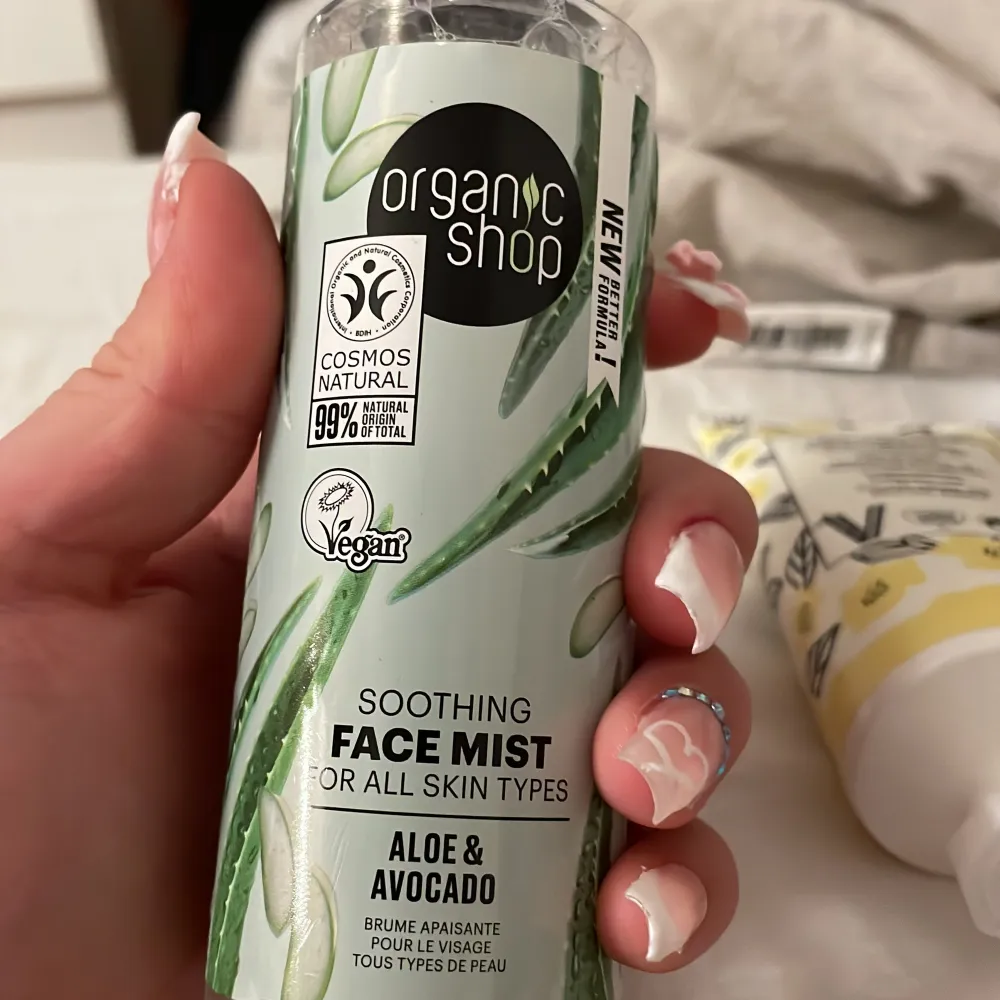 organic
shop
NEW BETTER
FORMULA!
International Organic and Natural Cosmetics Corporation
• BDIH •
COSMOS
NATURAL
99% NATURAL
ORIGIN
OF TOTAL
Vegan
SOOTHING
FACE MIST
FOR ALL SKIN TYPES
ALOE &
AVOCADO
BRUME APAISANTE
POUR LE VISAGE
TOUS TYPES DE PEAU